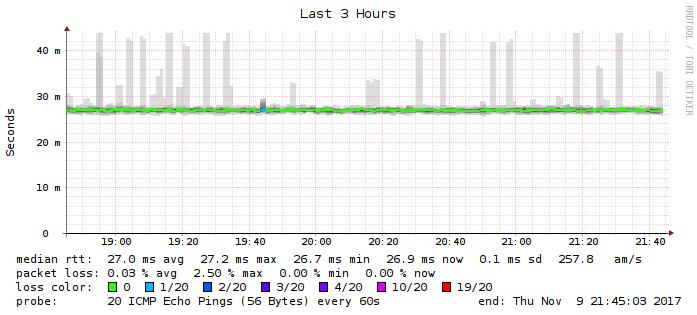 Last 3 Hours
RRDTOOL / TOBI OETIKER
Seconds
40 m
30 m
20 m
10 m
0
19:00 19:20 19:40 20:00 20:20 20:40 21:00 21:20 21:40
median rtt: 27.0 ms avg 27.2 ms max 26.7 ms min 26.9 ms now 0.1 ms sd 257.8 am/s
packet loss: 0.03 % avg 2.50 % max 0.00 % min 0.00 % now
loss color: 0 1/20 2/20 3/20 4/20 10/20 19/20
probe: 20 ICMP Echo Pings (56 Bytes) every 60s end: Thu Nov 9 21:45:03 2017